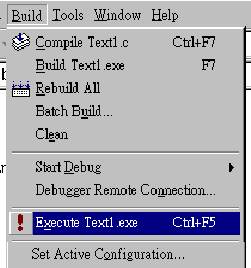 Build Tools Window Help
Compile Text1.c Ctrl+F7
Build Text1.exe F7
Rebuild All
Batch Build...
Clean
Start Debug
Debugger Remote Connection...
Execute Text1.exe Ctrl+F5
Set Active Configuration...